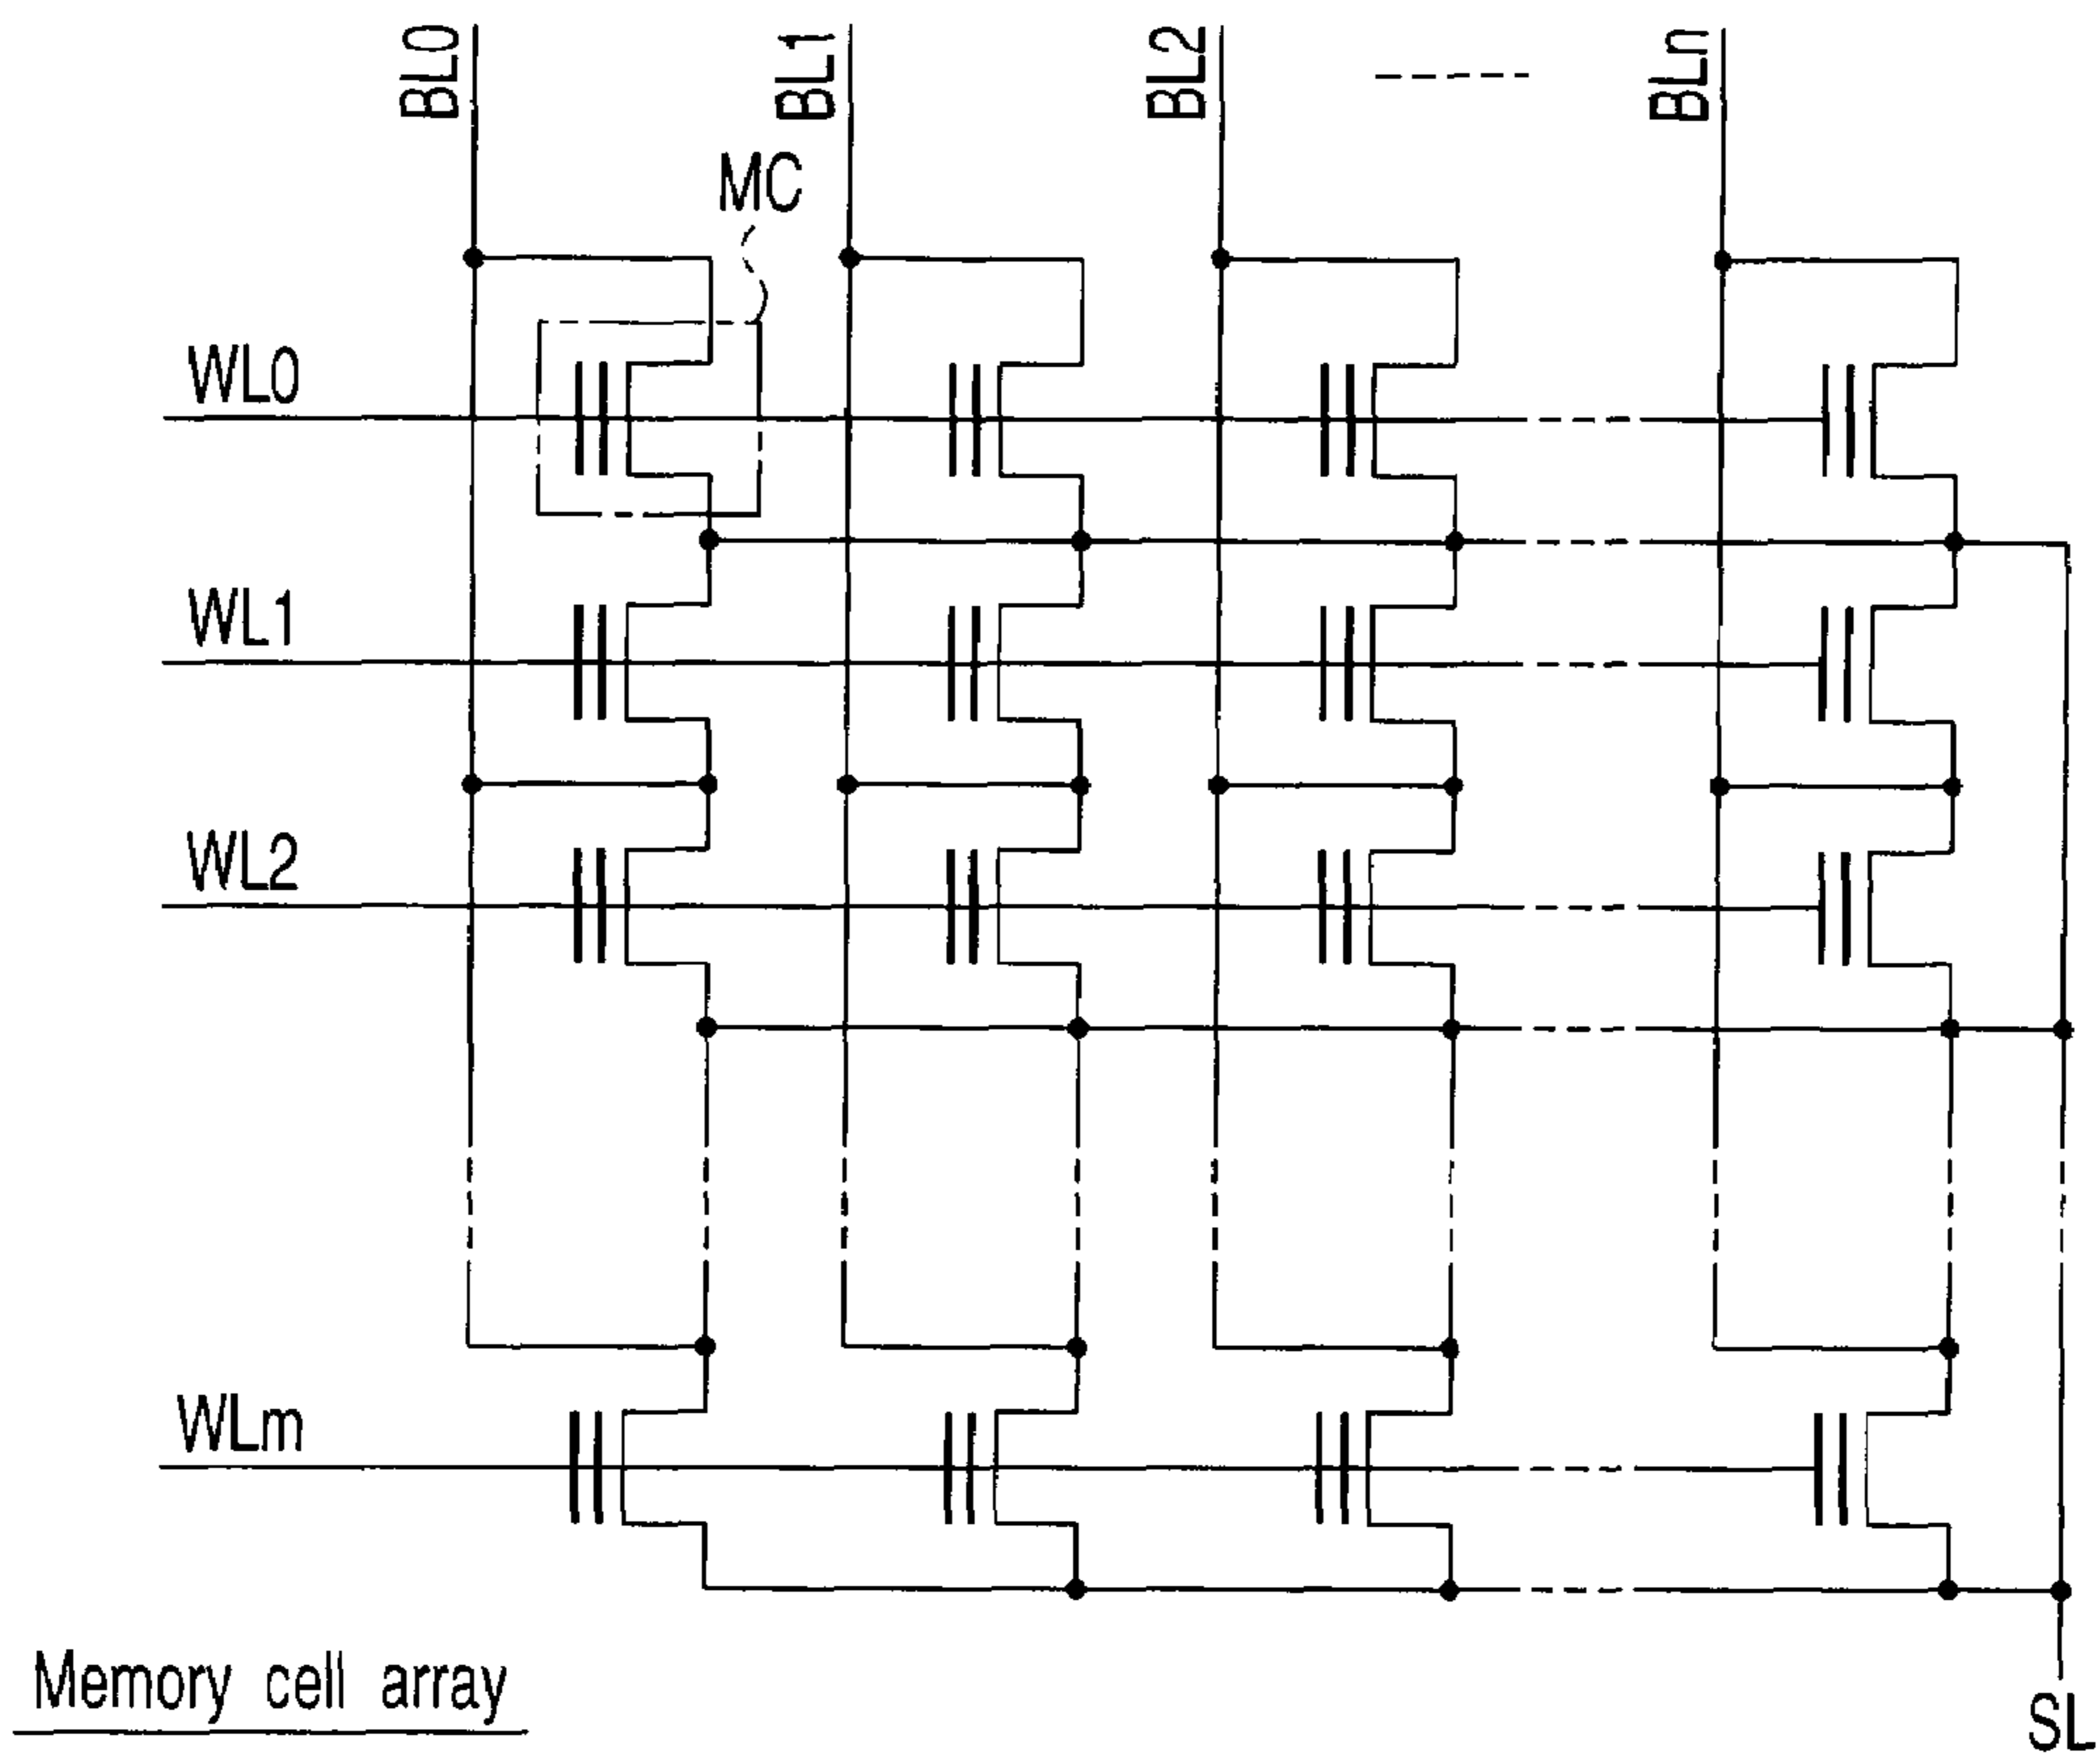 BL0
BL1
BL2
BLn
MC
WL0
WL1
WL2
WLm
Memory cell array
SL